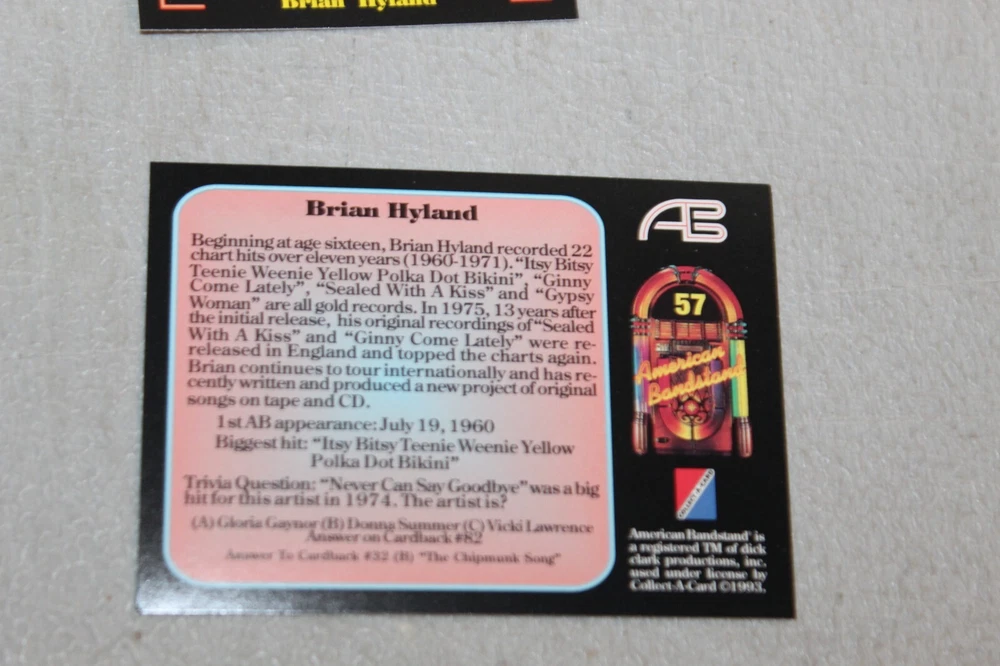 Brian Hyland
Brian Hyland
Beginning at age sixteen, Brian Hyland recorded 22
chart hits over eleven years (1960-1971). "Itsy Bitsy
Teenie Weenie Yellow Polka Dot Bikini", "Ginny
Come Lately", "Sealed With A Kiss" and "Gypsy
Woman" are all gold records. In 1975, 13 years after
the initial release, his original recordings of "Sealed
With A Kiss" and "Ginny Come Lately" were re-
released in England and topped the charts again.
Brian continues to tour internationally and has re-
cently written and produced a new project of original
songs on tape and CD.
1st AB appearance: July 19, 1960
Biggest hit: "Itsy Bitsy Teenie Weenie Yellow
Polka Dot Bikini"
Trivia Question: "Never Can Say Goodbye" was a big
hit for this artist in 1974. The artist is?
(A) Gloria Gaynor (B) Donna Summer (C) Vicki Lawrence
Answer on Cardback #82
Answer To Cardback #32 (B) "The Chipmunk Song"
AB
57
American
Bandstand
COLLECT-A-CARD
American Bandstand® is
a registered TM of dick
clark productions, inc.
used under license by
Collect-A-Card ©1993.